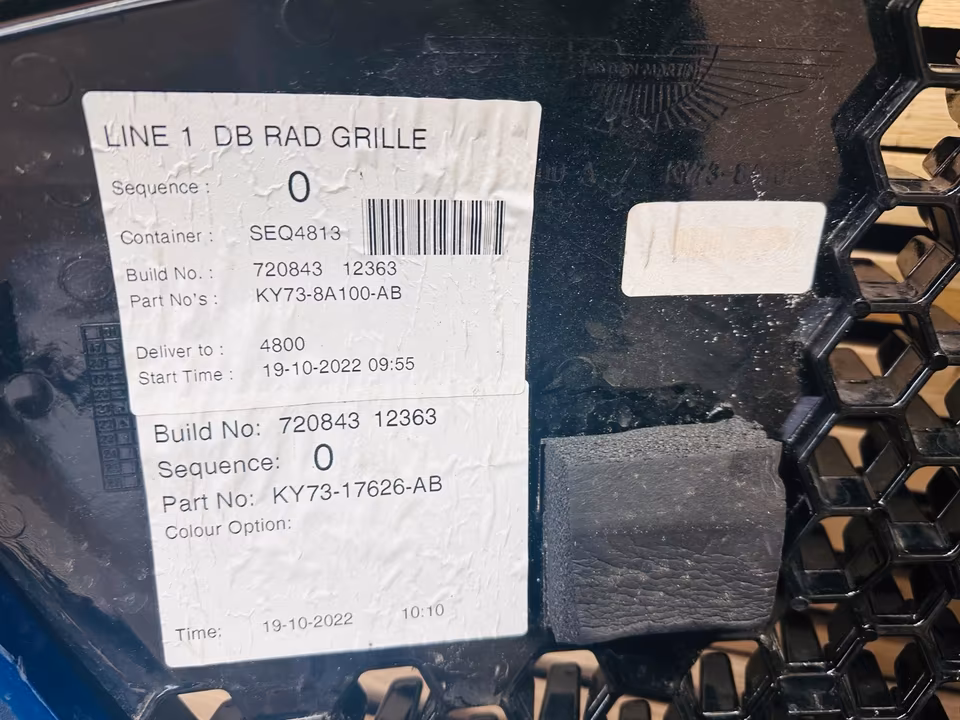 LINE 1 DB RAD GRILLE
Sequence : 0
Container : SEQ4813
Build No. : 720843 12363
Part No's : KY73-8A100-AB
Deliver to : 4800
Start Time : 19-10-2022 09:55
Build No: 720843 12363
Sequence: 0
Part No: KY73-17626-AB
Colour Option:
Time: 19-10-2022 10:10
ASTON MARTIN